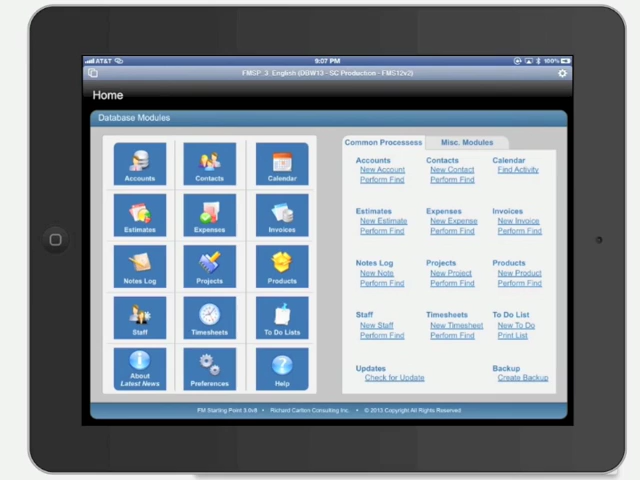 AT&T
9:07 PM
100%
FMSP_3_English (DBW13 - SC Production - FMS12v2)
Home
Database Modules
Accounts
Contacts
Calendar
Estimates
Expenses
Invoices
Notes Log
Projects
Products
Staff
Timesheets
To Do Lists
About
Latest News
Preferences
Help
Common Processess
Misc. Modules
Accounts
New Account
Perform Find
Contacts
New Contact
Perform Find
Calendar
Find Activity
Estimates
New Estimate
Perform Find
Expenses
New Expense
Perform Find
Invoices
New Invoice
Perform Find
Notes Log
New Note
Perform Find
Projects
New Project
Perform Find
Products
New Product
Perform Find
Staff
New Staff
Perform Find
Timesheets
New Timesheet
Perform Find
To Do List
New To Do
Print List
Updates
Check for Update
Backup
Create Backup
FM Starting Point 3.0v8 • Richard Carlton Consulting Inc. • © 2013 Copyright All Rights Reserved